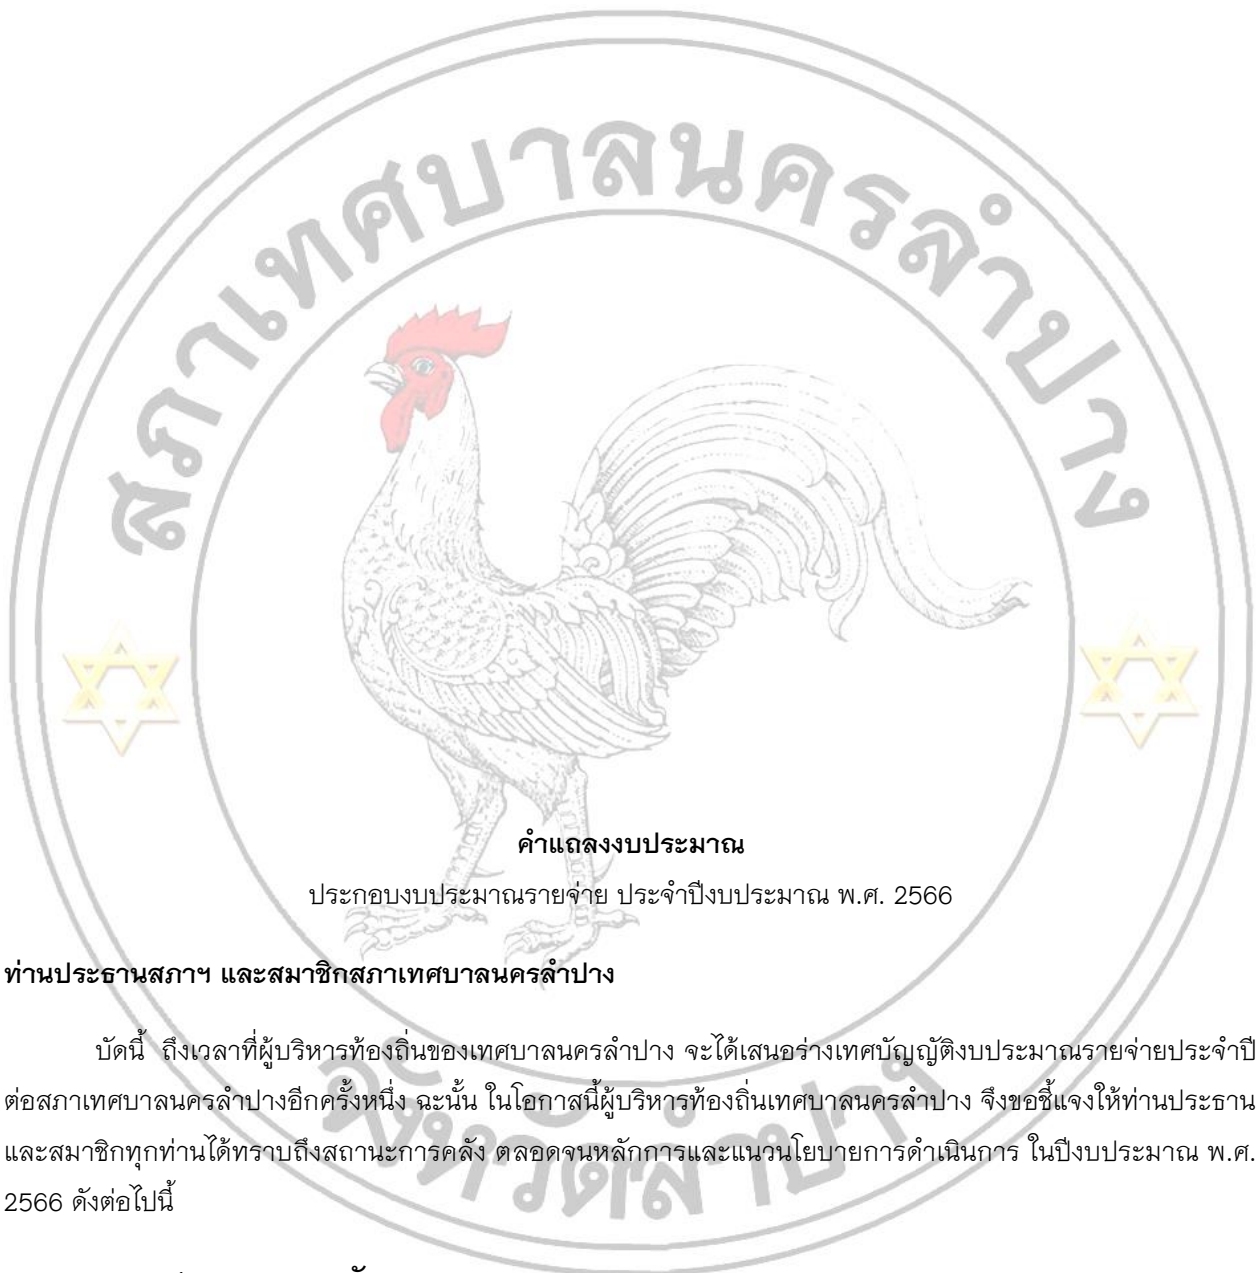 สภาเทศบาลนครลำปาง
คำแถลงงบประมาณ
ประกอบงบประมาณรายจ่าย ประจำปีงบประมาณ พ.ศ. 2566
ท่านประธานสภาฯ และสมาชิกสภาเทศบาลนครลำปาง
บัดนี้ ถึงเวลาที่ผู้บริหารท้องถิ่นของเทศบาลนครลำปาง จะได้เสนอร่างเทศบัญญัติงบประมาณรายจ่ายประจำปี
ต่อสภาเทศบาลนครลำปางอีกครั้งหนึ่ง ฉะนั้น ในโอกาสนี้ผู้บริหารท้องถิ่นเทศบาลนครลำปาง จึงขอชี้แจงให้ท่านประธาน
และสมาชิกทุกท่านได้ทราบถึงสถานะการคลัง ตลอดจนหลักการและแนวนโยบายการดำเนินการ ในปีงบประมาณ พ.ศ.
2566 ดังต่อไปนี้
จังหวัดลำปาง